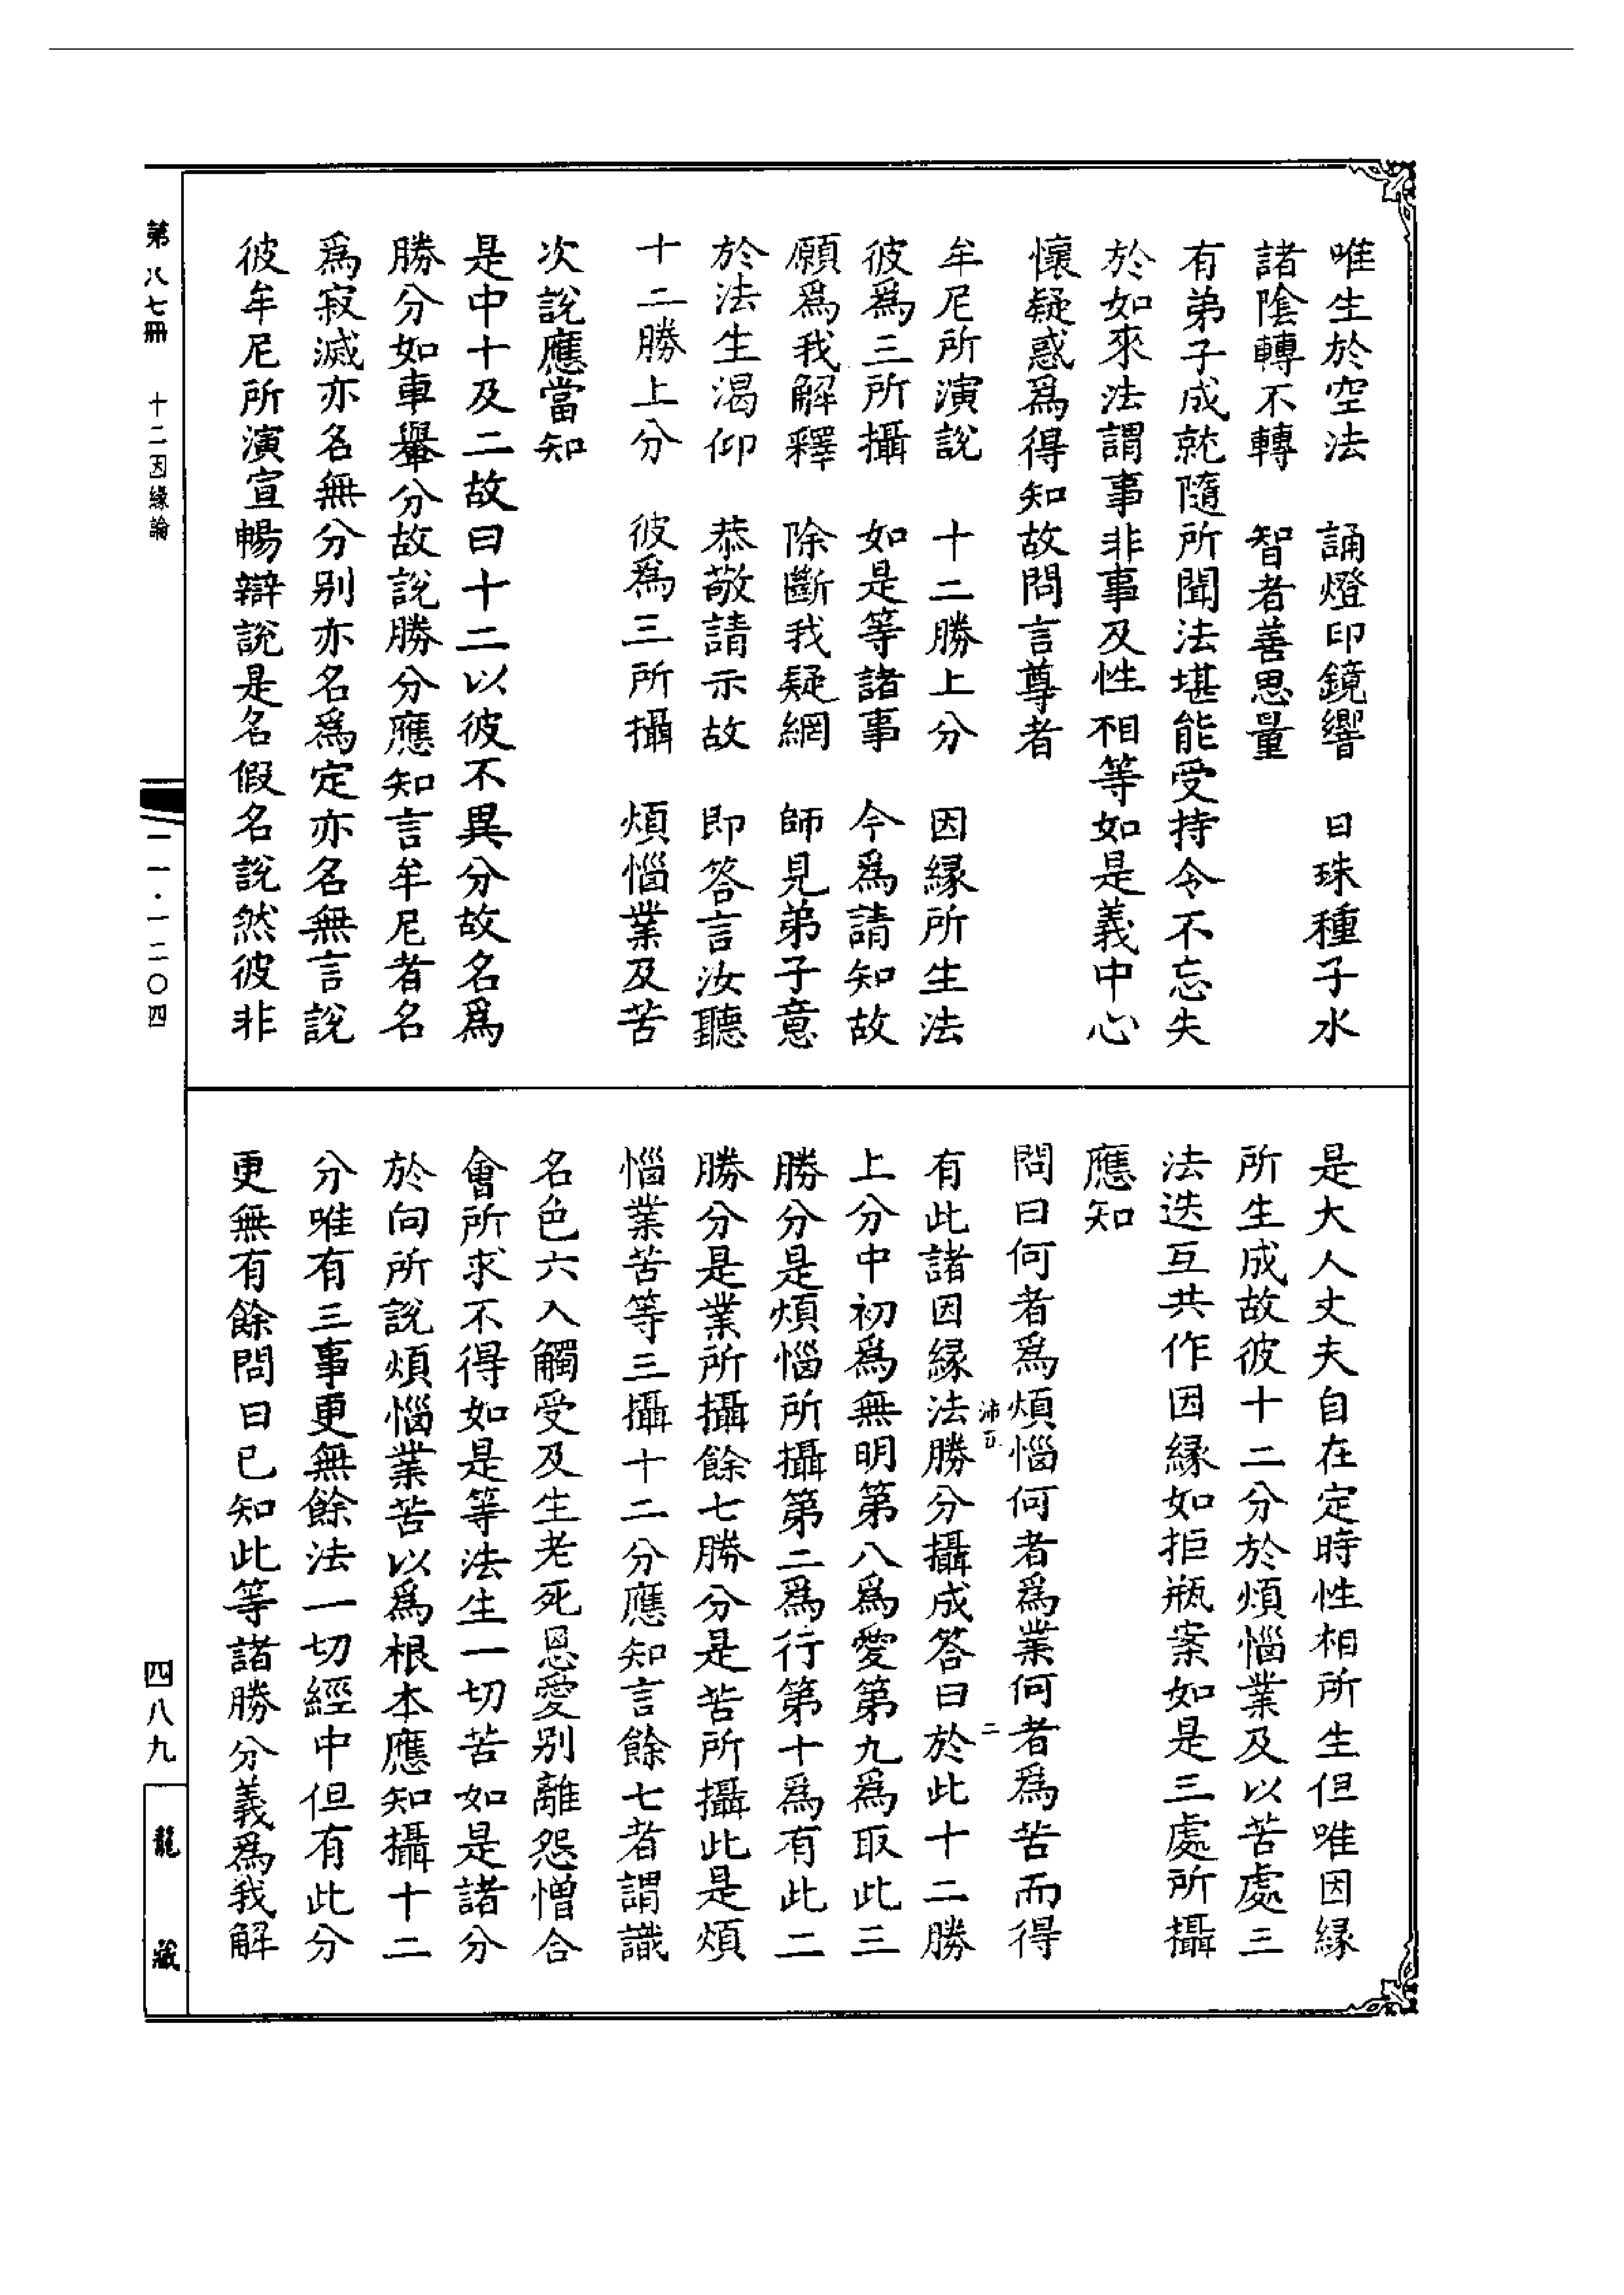 唯生於空法　誦燈印鏡響　日珠種子水
諸陰轉不轉　智者善思量
有弟子成就隨所聞法堪能受持令不忘失
於如來法謂事非事及性相等如是義中心
懷疑惑爲得知故問言尊者
牟尼所演說　十二勝上分　因緣所生法
彼爲三所攝　如是等諸事　今爲請知故
願爲我解釋　除斷我疑網　師見弟子意
於法生渴仰　恭敬請示故　即答言汝聽
十二勝上分　彼爲三所攝　煩惱業及苦
次說應當知
是中十及二故曰十二以彼不異分故名爲
勝分如車轝分故說勝分應知言牟尼者名
爲寂滅亦名無分別亦名爲定亦名無言說
彼牟尼所演宣暢辯說是名假名說然彼非
是大人丈夫自在定時性相所生但唯因緣
所生成故彼十二分於煩惱業及以苦處三
法迭互共作因緣如拒瓶案如是三處所攝
應知
問曰何者爲煩惱何者爲業何者爲苦而得
沛五　二
有此諸因緣法勝分攝成答曰於此十二勝
上分中初爲無明第八爲愛第九爲取此三
勝分是煩惱所攝第二爲行第十爲有此二
勝分是業所攝餘七勝分是苦所攝此是煩
惱業苦等三攝十二分應知言餘七者謂識
名色六入觸受及生老死恩愛別離怨憎合
會所求不得如是等法生一切苦如是諸分
於向所說煩惱業苦以爲根本應知攝十二
分唯有三事更無餘法一切經中但有此分
更無有餘問曰已知此等諸勝分義爲我解
第八七冊　十二因緣論
一一·一二〇四
四八九
龍藏